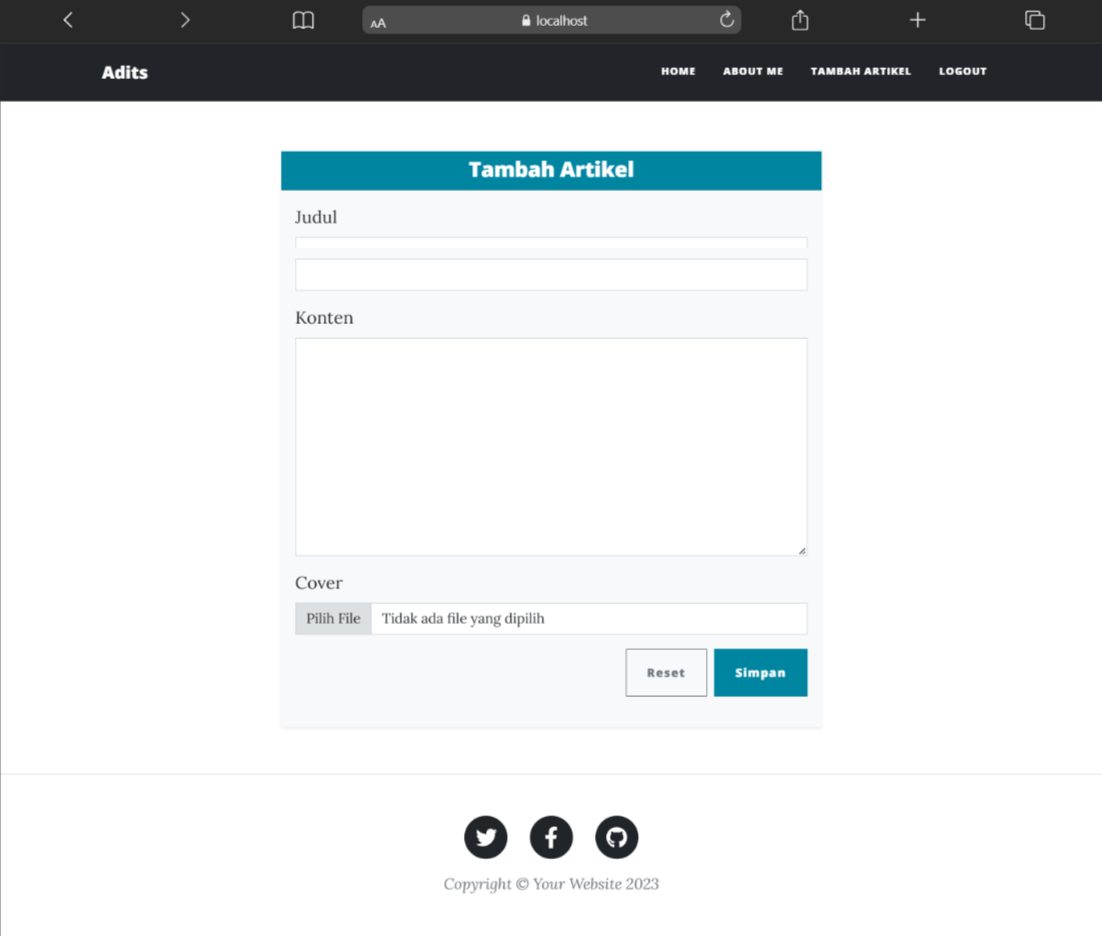 AA localhost
Adits HOME ABOUT ME TAMBAH ARTIKEL LOGOUT
Tambah Artikel
Judul
Konten
Cover
Pilih File Tidak ada file yang dipilih
Reset Simpan
Copyright © Your Website 2023